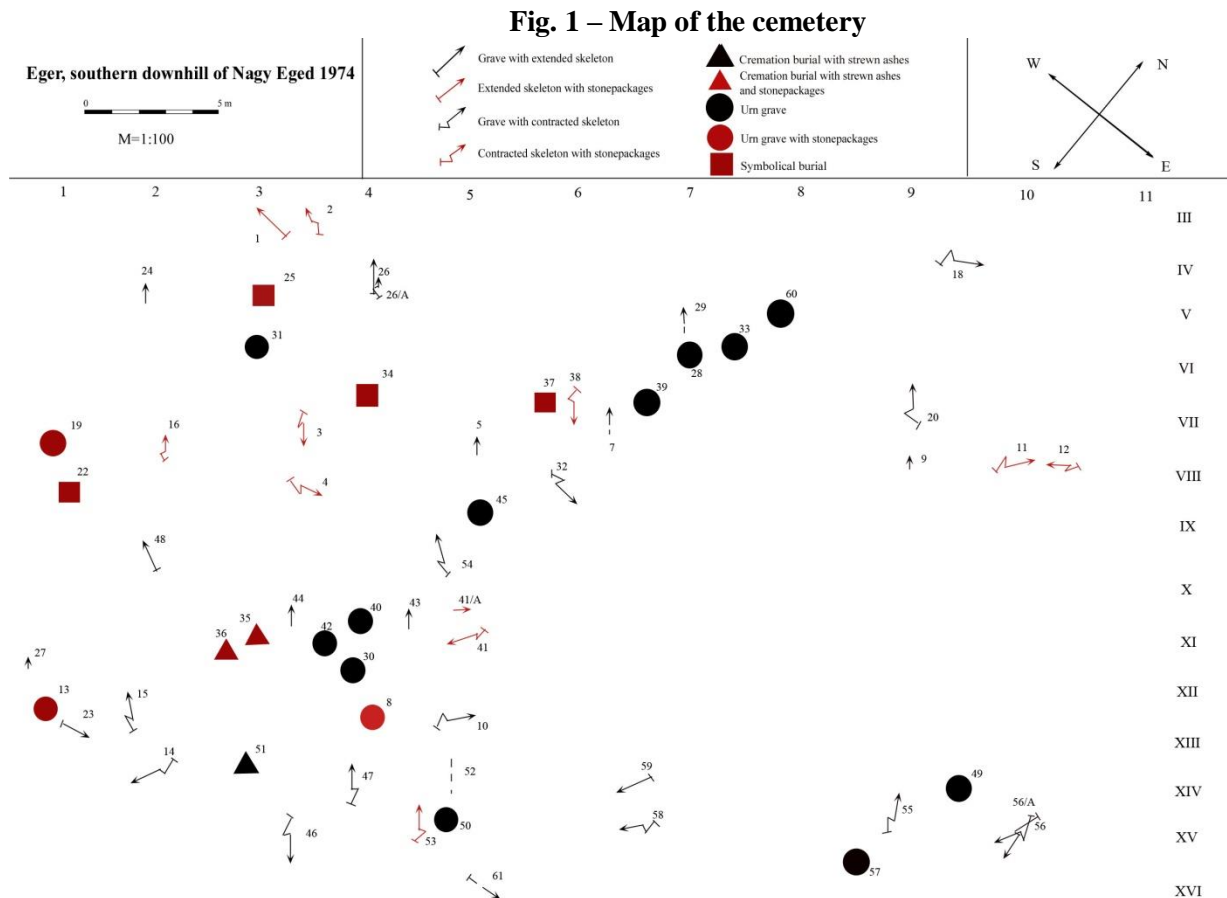 Fig. 1 – Map of the cemetery
Eger, southern downhill of Nagy Eged 1974
0 5 m
M=1:100
Grave with extended skeleton
Extended skeleton with stonepackages
Grave with contracted skeleton
Contracted skeleton with stonepackages
Cremation burial with strewn ashes
Cremation burial with strewn ashes
and stonepackages
Urn grave
Urn grave with stonepackages
Symbolical burial
W N
S E
1 2 3 4 5 6 7 8 9 10 11
2 III
1
24 25 26 18 IV
26/A
60
29 V
31 33
28 VI
34 37 38 39
20
19 16 3 5 7 VII
22 32 9 11 12
4 VIII
45
IX
48 54
X
44 40 43 41/A
36 35 42 41 XI
27 30
13 15 8 XII
23 10
XIII
14 51 47 52 59 49
XIV
56/A
46 53 50 58 55 56 XV
57
61 XVI